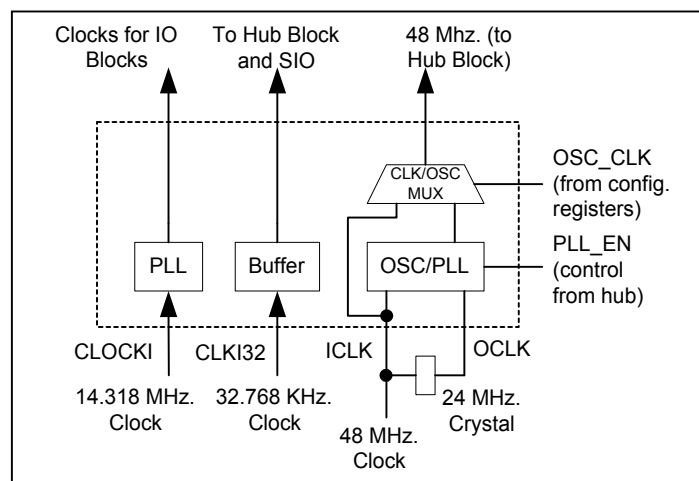 Clocks for IO
Blocks
To Hub Block
and SIO
48 Mhz. (to
Hub Block)
CLK/OSC
MUX
OSC_CLK
(from config.
registers)
PLL
Buffer
OSC/PLL
PLL_EN
(control
from hub)
CLOCKI
CLKI32
ICLK
OCLK
14.318 MHz.
Clock
32.768 KHz.
Clock
48 MHz.
Clock
24 MHz.
Crystal